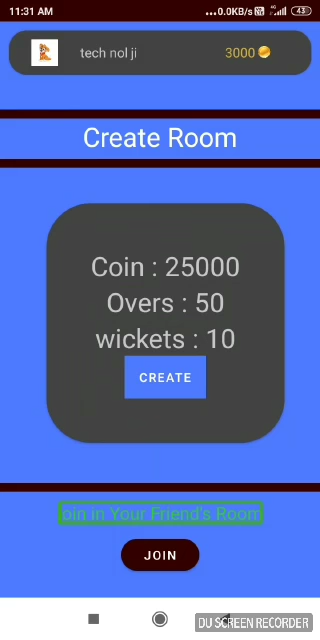 11:31 AM
...0.0KB/s 4G 43
tech nol ji
3000
Create Room
Coin : 25000
Overs : 50
wickets : 10
CREATE
oin in Your Friend's Room
JOIN
DU SCREEN RECORDER